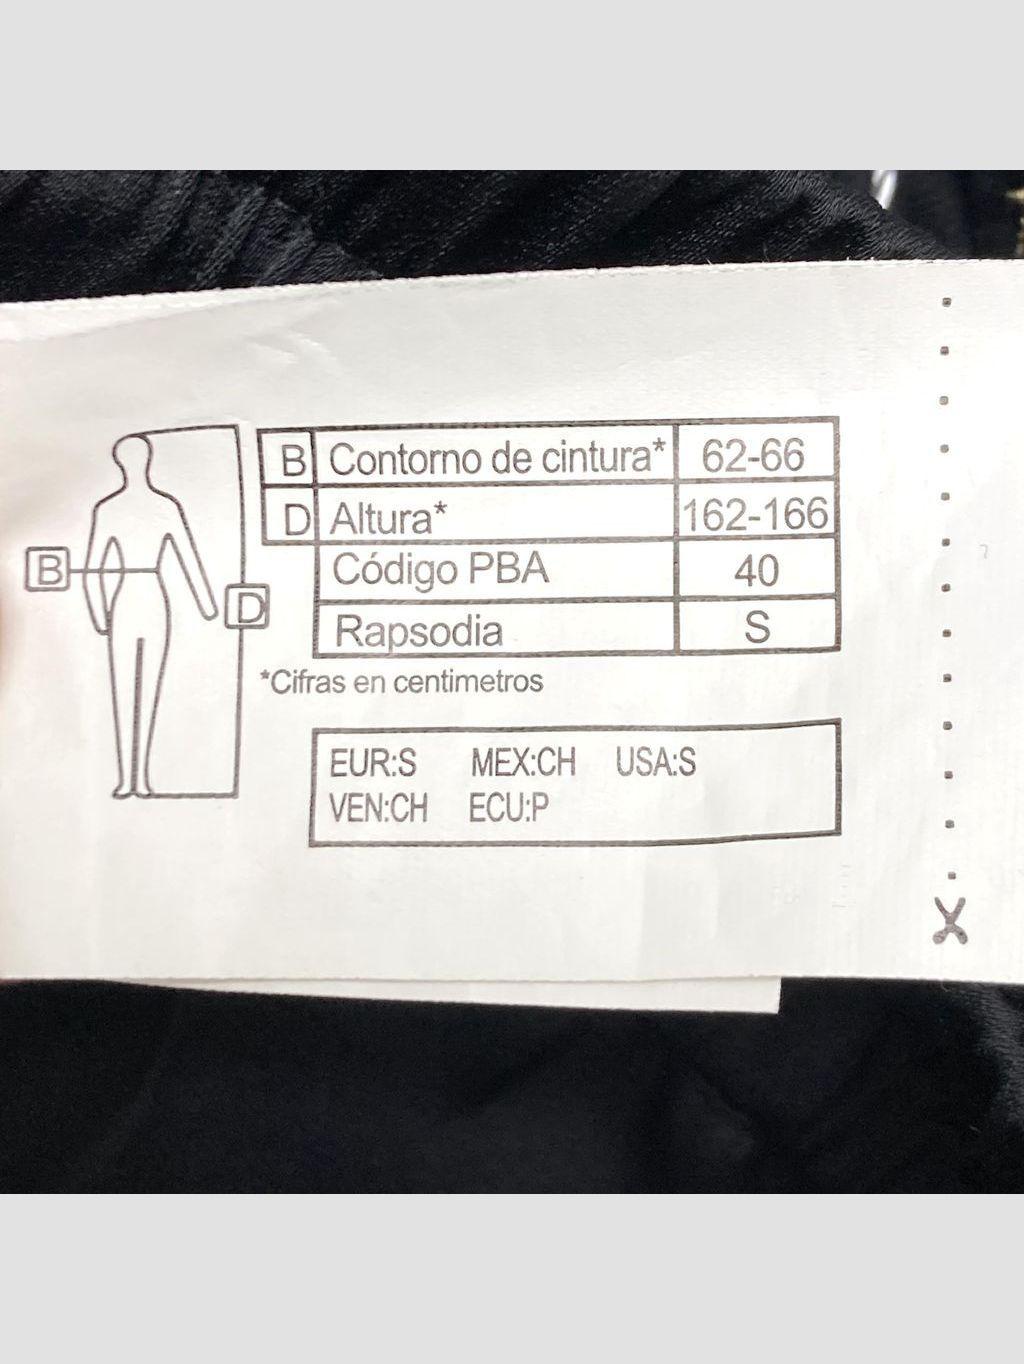 B Contorno de cintura* 62-66
D Altura* 162-166
Código PBA 40
Rapsodia S
B
D
*Cifras en centimetros
EUR:S MEX:CH USA:S
VEN:CH ECU:P